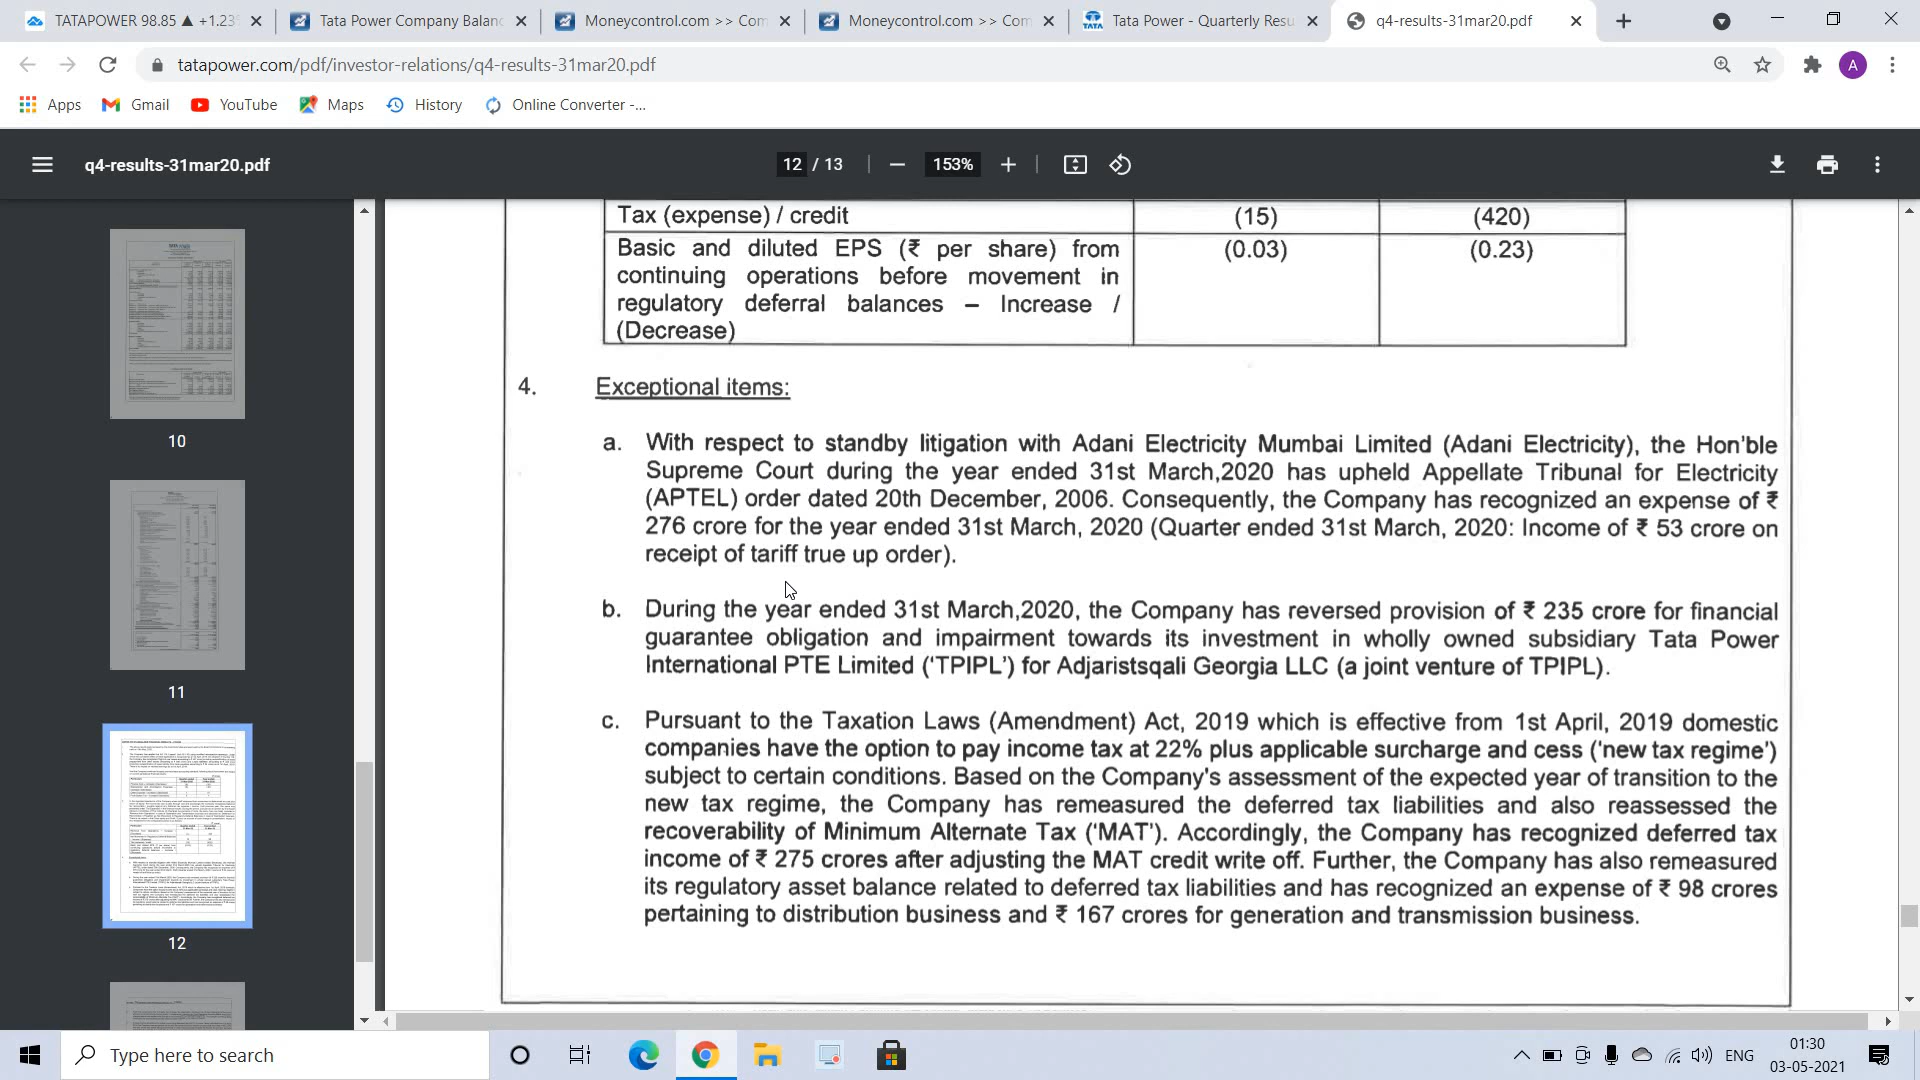 TATAPOWER 98.85 ▲ +1.23
Tata Power Company Balan
Moneycontrol.com >> Com
Moneycontrol.com >> Com
TATA
Tata Power - Quarterly Resu
q4-results-31mar20.pdf
tatapower.com/pdf/investor-relations/q4-results-31mar20.pdf
A
Apps
Gmail
YouTube
Maps
History
Online Converter -...
q4-results-31mar20.pdf
12 / 13
153%
10
11
12
Tax (expense) / credit (15) (420)
Basic and diluted EPS (₹ per share) from (0.03) (0.23)
continuing operations before movement in
regulatory deferral balances – Increase /
(Decrease)
4. Exceptional items:
a. With respect to standby litigation with Adani Electricity Mumbai Limited (Adani Electricity), the Hon'ble
Supreme Court during the year ended 31st March,2020 has upheld Appellate Tribunal for Electricity
(APTEL) order dated 20th December, 2006. Consequently, the Company has recognized an expense of ₹
276 crore for the year ended 31st March, 2020 (Quarter ended 31st March, 2020: Income of ₹ 53 crore on
receipt of tariff true up order).
b. During the year ended 31st March,2020, the Company has reversed provision of ₹ 235 crore for financial
guarantee obligation and impairment towards its investment in wholly owned subsidiary Tata Power
International PTE Limited ('TPIPL') for Adjaristsqali Georgia LLC (a joint venture of TPIPL).
c. Pursuant to the Taxation Laws (Amendment) Act, 2019 which is effective from 1st April, 2019 domestic
companies have the option to pay income tax at 22% plus applicable surcharge and cess ('new tax regime')
subject to certain conditions. Based on the Company's assessment of the expected year of transition to the
new tax regime, the Company has remeasured the deferred tax liabilities and also reassessed the
recoverability of Minimum Alternate Tax ('MAT'). Accordingly, the Company has recognized deferred tax
income of ₹ 275 crores after adjusting the MAT credit write off. Further, the Company has also remeasured
its regulatory asset balance related to deferred tax liabilities and has recognized an expense of ₹ 98 crores
pertaining to distribution business and ₹ 167 crores for generation and transmission business.
Type here to search
ENG
01:30
03-05-2021